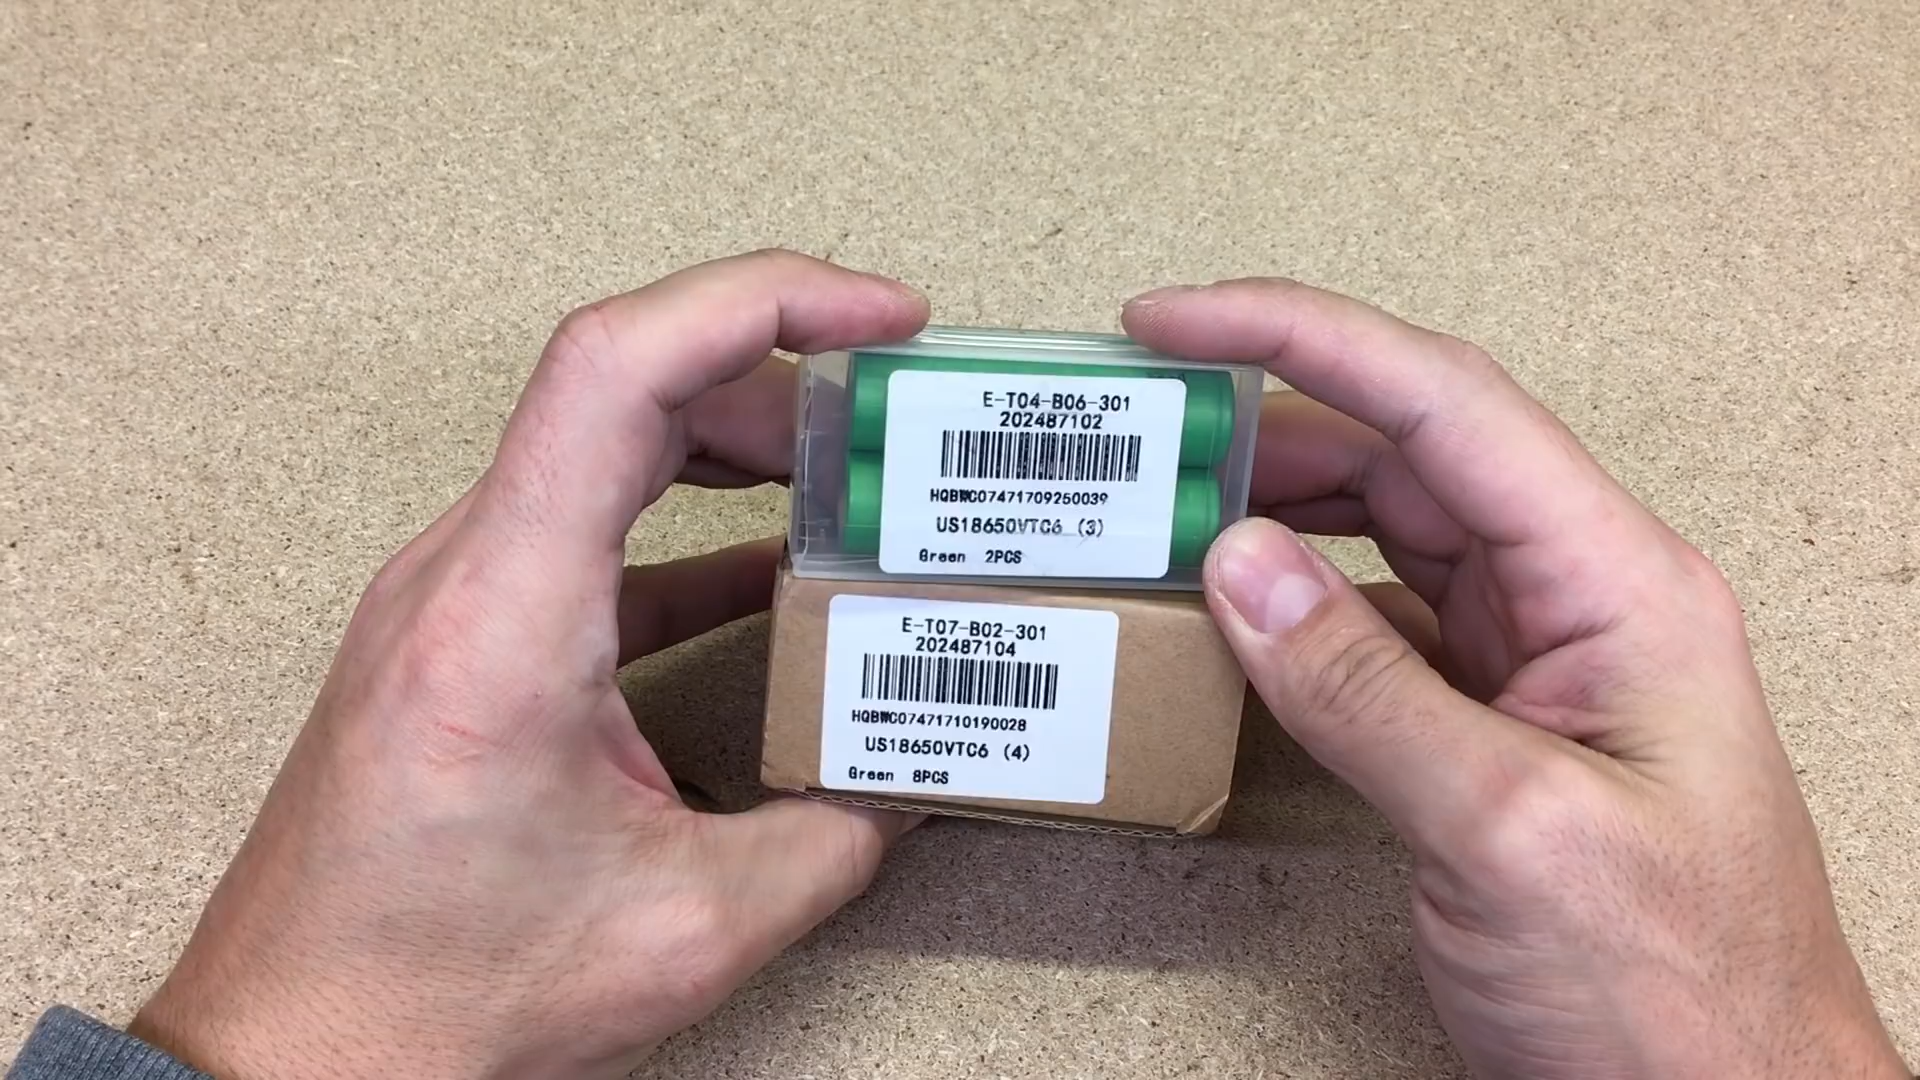 E-T04-B06-301
202487102
HQBWC07471709250039
US18650VTC6 (3)
Green 2PCS
E-T07-B02-301
202487104
HQBWC07471710190028
US18650VTC6 (4)
Green 8PCS